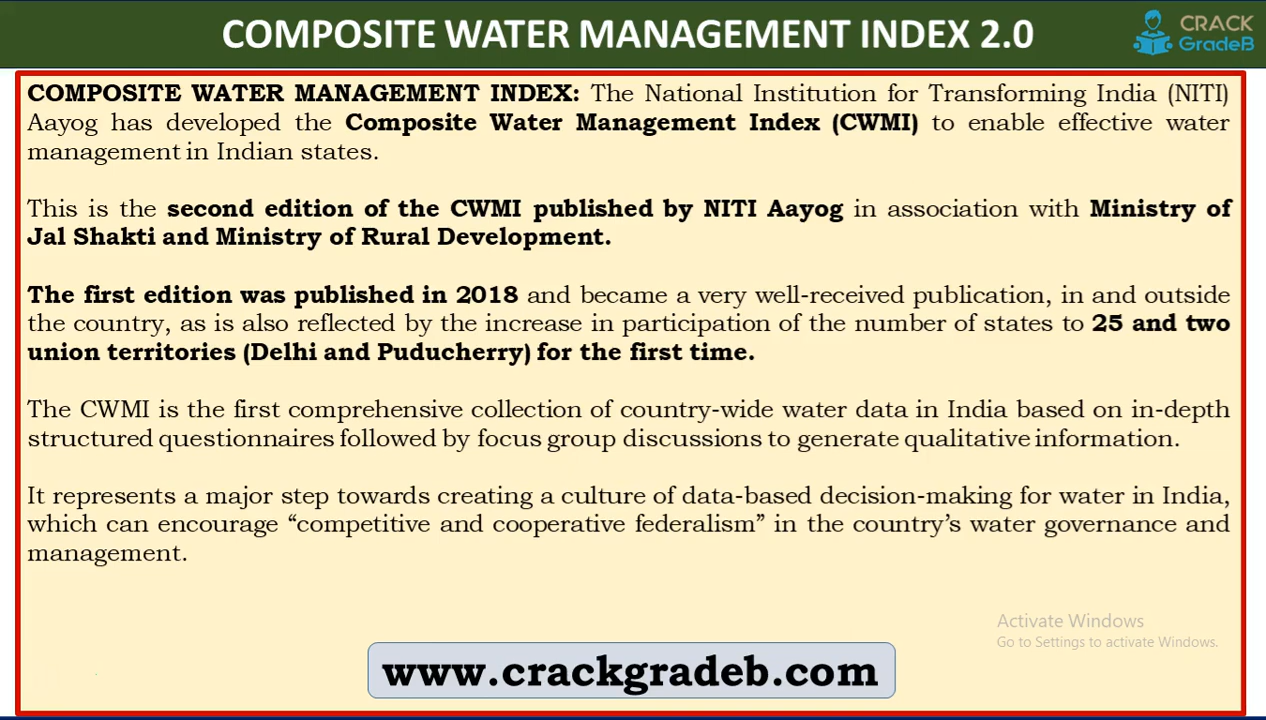 COMPOSITE WATER MANAGEMENT INDEX 2.0
CRACK
GradeB
COMPOSITE WATER MANAGEMENT INDEX: The National Institution for Transforming India (NITI)
Aayog has developed the Composite Water Management Index (CWMI) to enable effective water
management in Indian states.
This is the second edition of the CWMI published by NITI Aayog in association with Ministry of
Jal Shakti and Ministry of Rural Development.
The first edition was published in 2018 and became a very well-received publication, in and outside
the country, as is also reflected by the increase in participation of the number of states to 25 and two
union territories (Delhi and Puducherry) for the first time.
The CWMI is the first comprehensive collection of country-wide water data in India based on in-depth
structured questionnaires followed by focus group discussions to generate qualitative information.
It represents a major step towards creating a culture of data-based decision-making for water in India,
which can encourage “competitive and cooperative federalism” in the country’s water governance and
management.
Activate Windows
Go to Settings to activate Windows.
www.crackgradeb.com